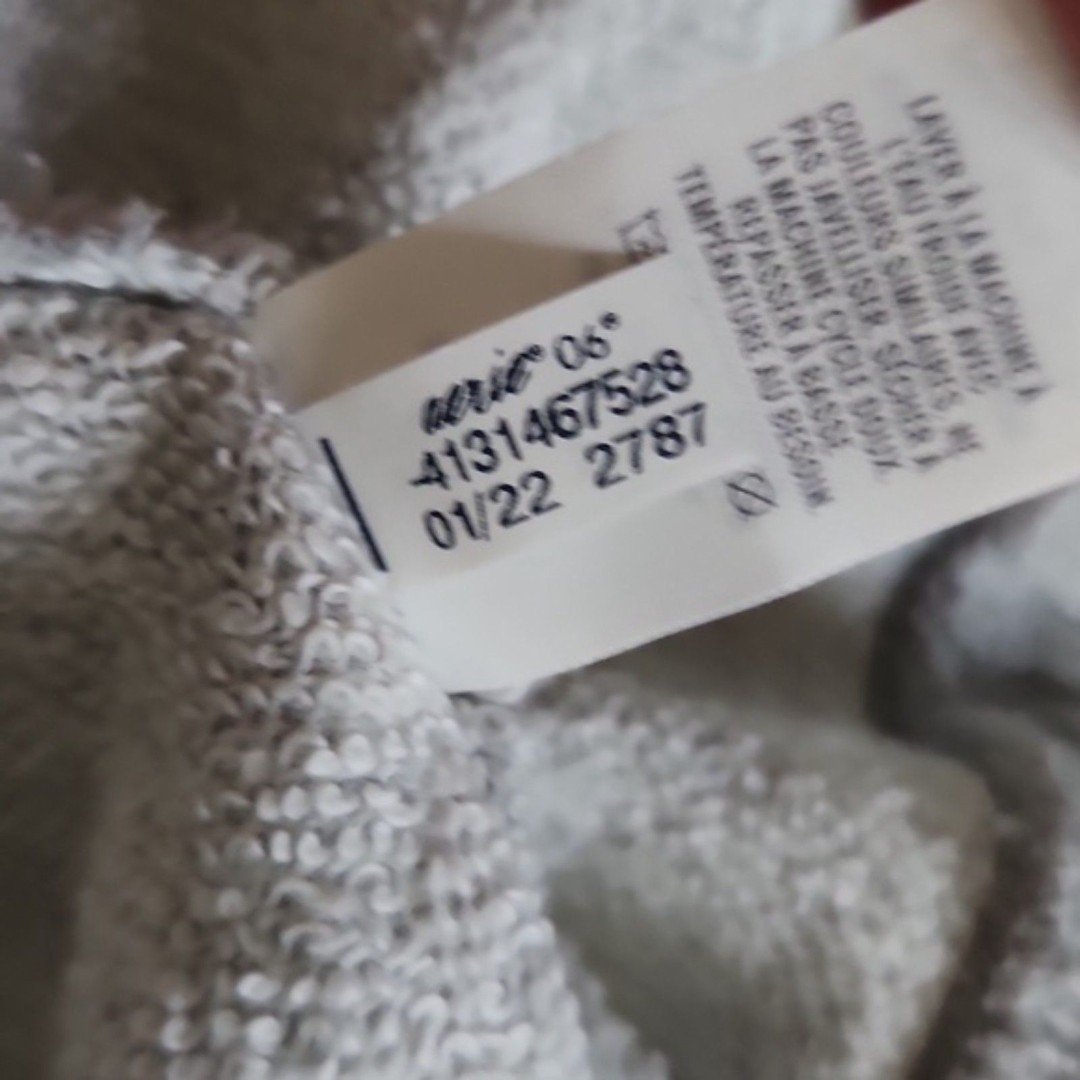 aerie® 06°
4131467528
01/22 2787
LAVER À LA MACHINE À
L'EAU FROIDE AVEC
COULEURS SIMILAIRES. NE
PAS JAVELLISER. SÉCHER À
LA MACHINE CYCLE DOUX.
REPASSER À BASSE
TEMPÉRATURE AU BESOIN